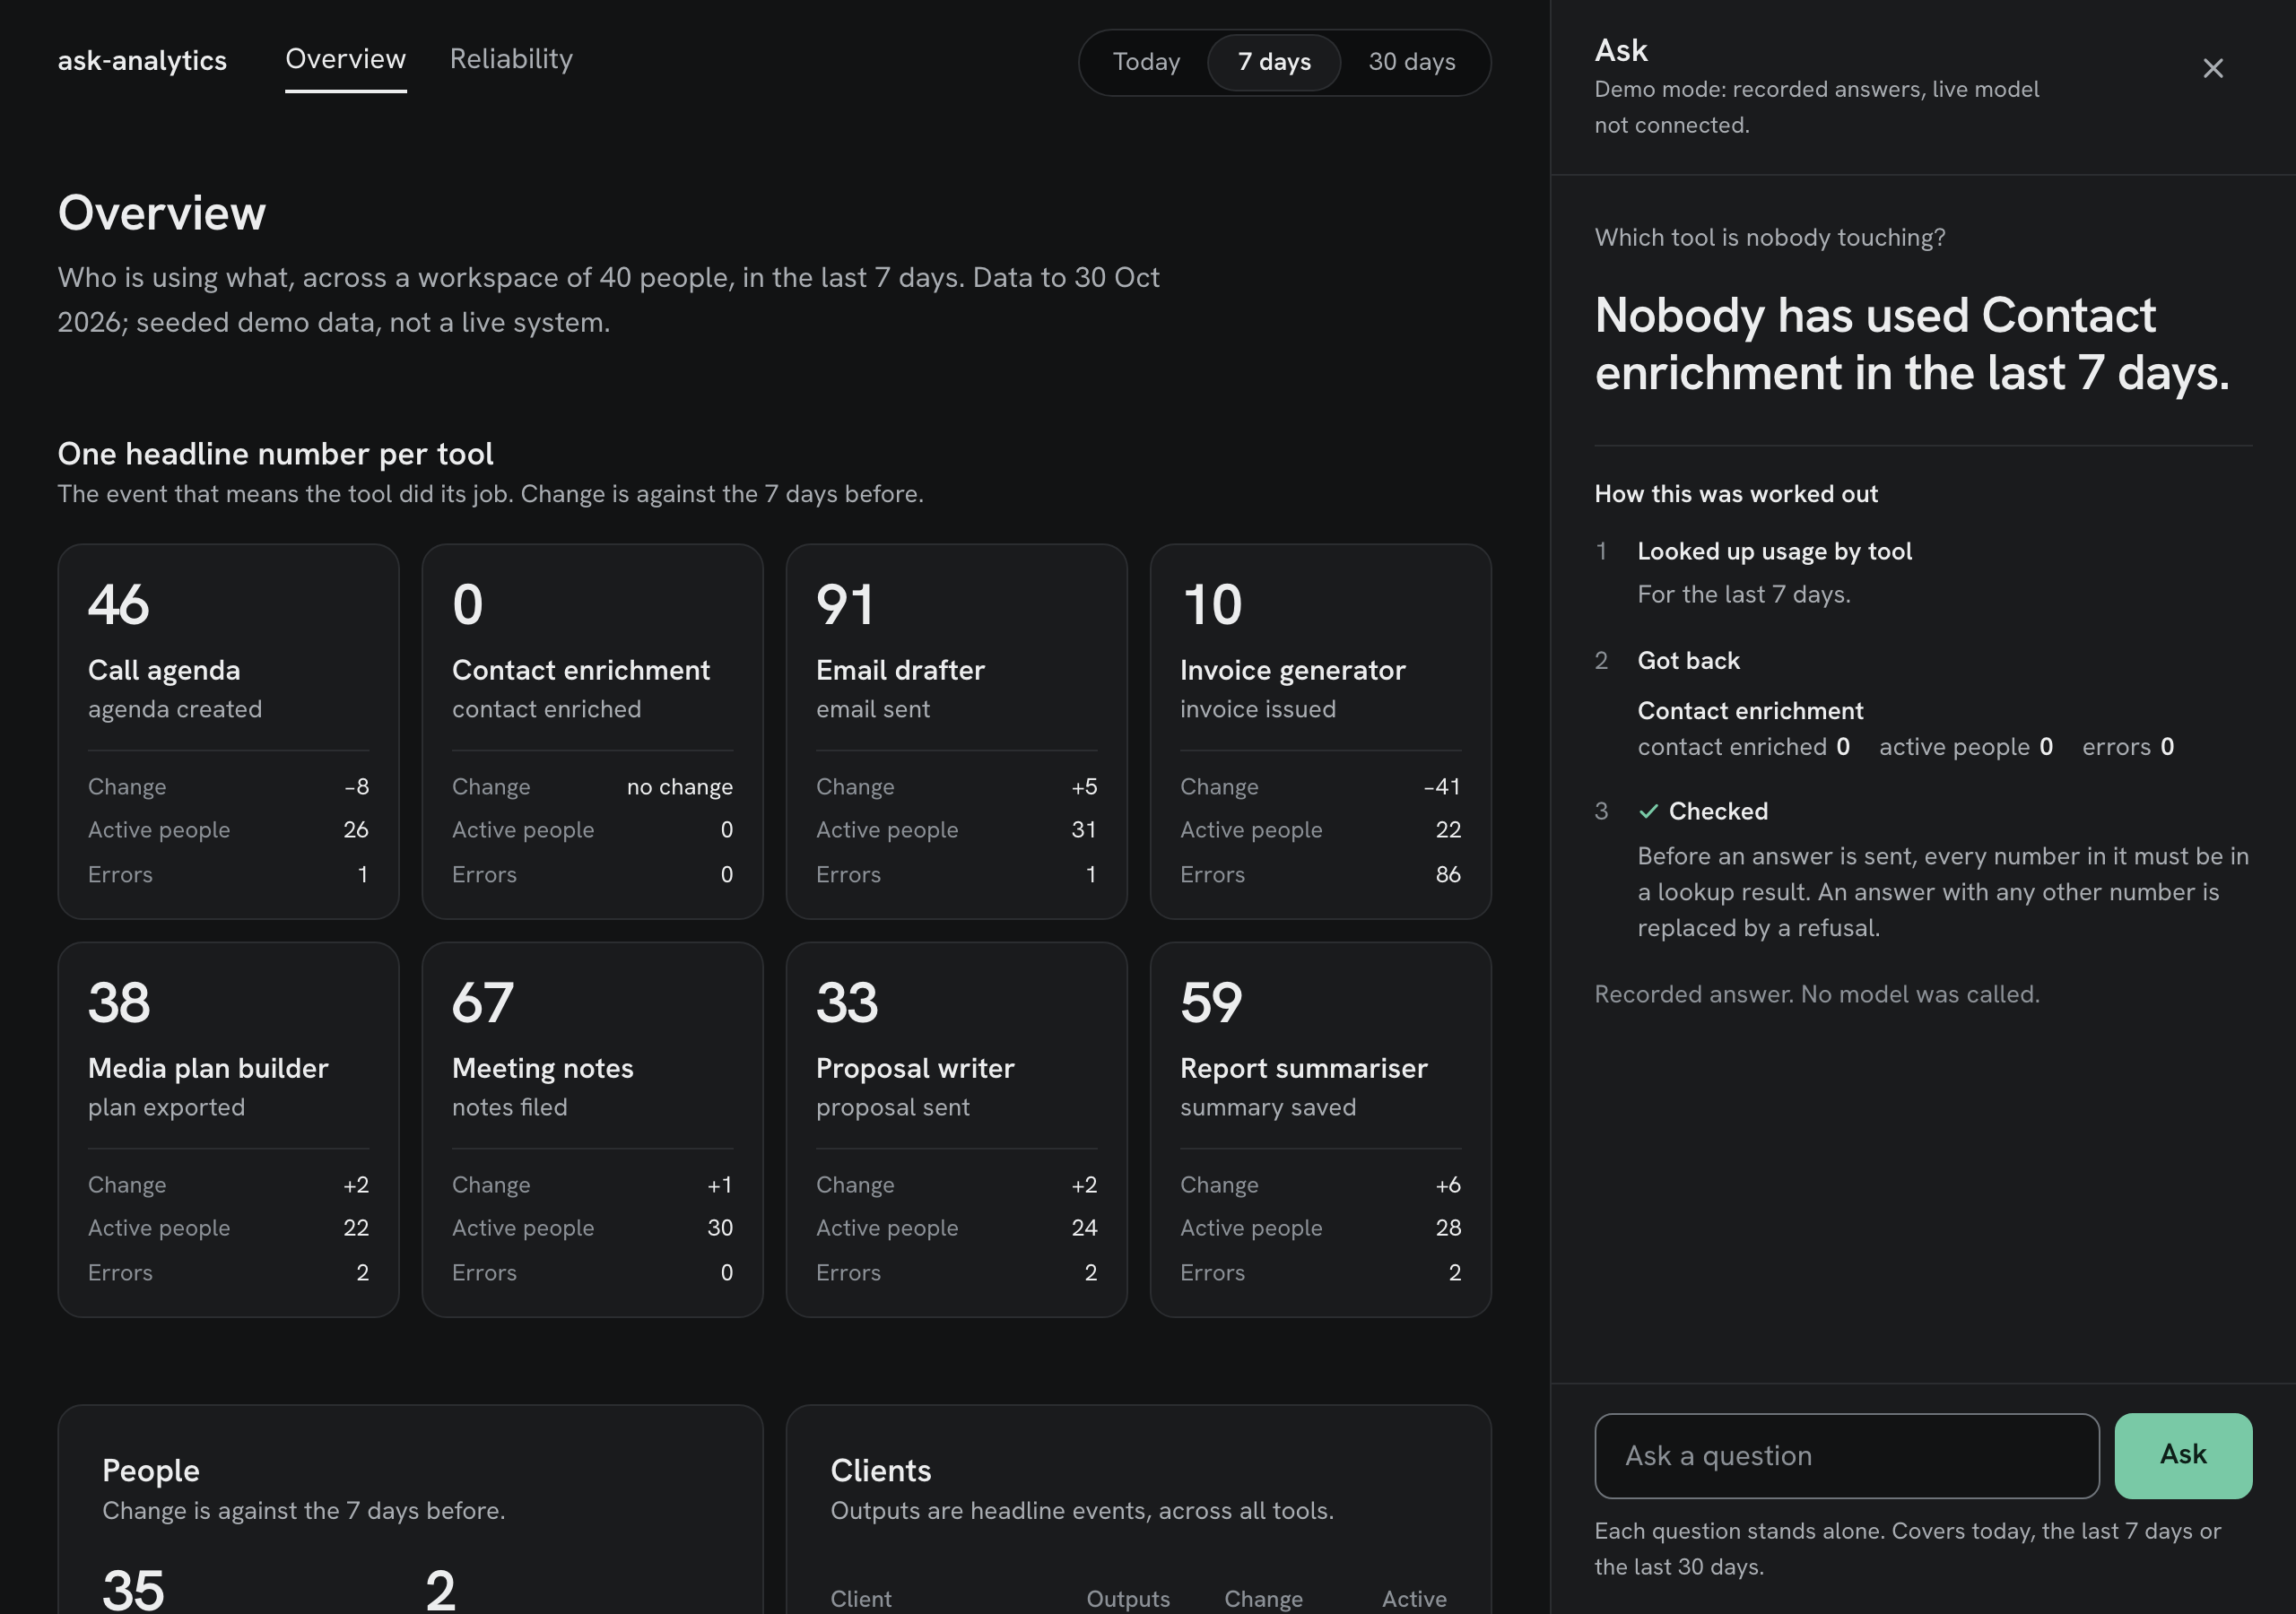 ask-analytics
Overview
Reliability
Today
7 days
30 days
Overview
Who is using what, across a workspace of 40 people, in the last 7 days. Data to 30 Oct
2026; seeded demo data, not a live system.
One headline number per tool
The event that means the tool did its job. Change is against the 7 days before.
46
Call agenda
agenda created
Change −8
Active people 26
Errors 1
0
Contact enrichment
contact enriched
Change no change
Active people 0
Errors 0
91
Email drafter
email sent
Change +5
Active people 31
Errors 1
10
Invoice generator
invoice issued
Change −41
Active people 22
Errors 86
38
Media plan builder
plan exported
Change +2
Active people 22
Errors 2
67
Meeting notes
notes filed
Change +1
Active people 30
Errors 0
33
Proposal writer
proposal sent
Change +2
Active people 24
Errors 2
59
Report summariser
summary saved
Change +6
Active people 28
Errors 2
People
Change is against the 7 days before.
35
2
Clients
Outputs are headline events, across all tools.
Client Outputs Change Active
Ask
Demo mode: recorded answers, live model
not connected.
Which tool is nobody touching?
Nobody has used Contact
enrichment in the last 7 days.
How this was worked out
1 Looked up usage by tool
For the last 7 days.
2 Got back
Contact enrichment
contact enriched 0 active people 0 errors 0
3 ✓ Checked
Before an answer is sent, every number in it must be in
a lookup result. An answer with any other number is
replaced by a refusal.
Recorded answer. No model was called.
Ask a question
Ask
Each question stands alone. Covers today, the last 7 days or
the last 30 days.